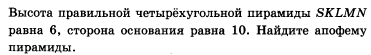 Высота правильной четырёхугольной пирамиды SKLMN
равна 6, сторона основания равна 10. Найдите апофему
пирамиды.